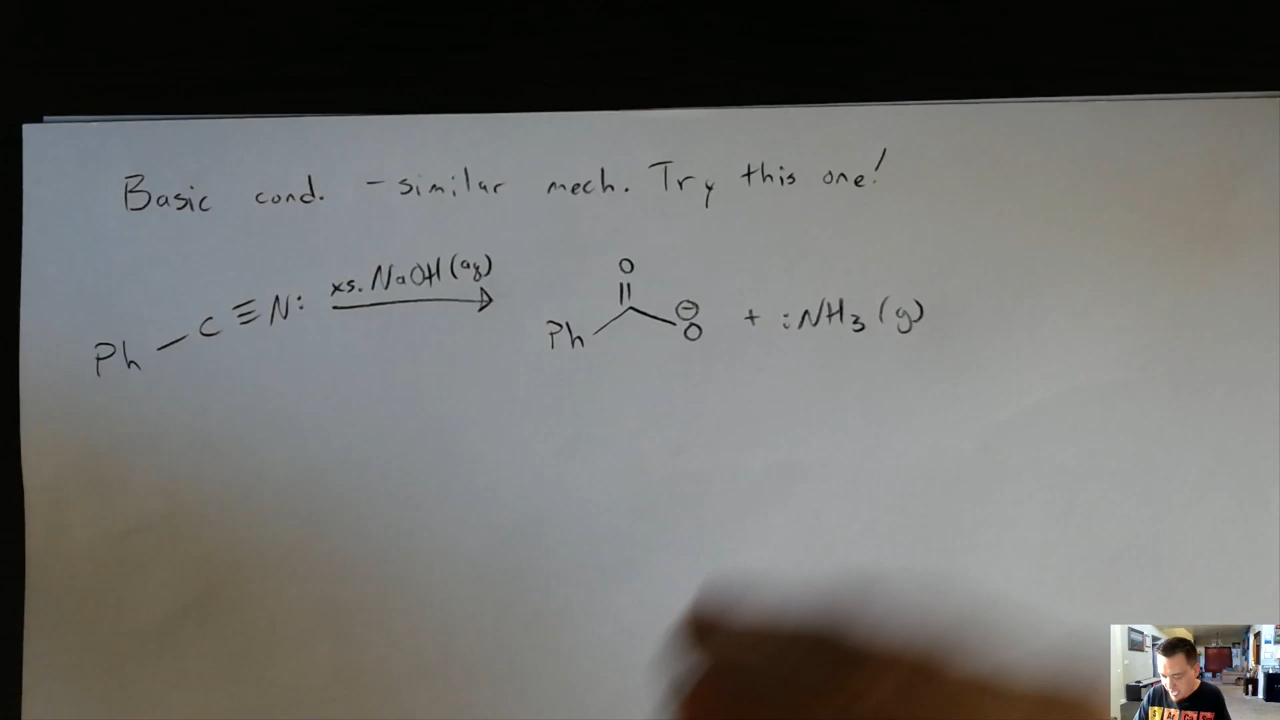 Basic cond. - similar mech. Try this one!
Ph - C ≡ N: xs. NaOH (aq) → Ph O || ⊖ O + :NH3 (g)